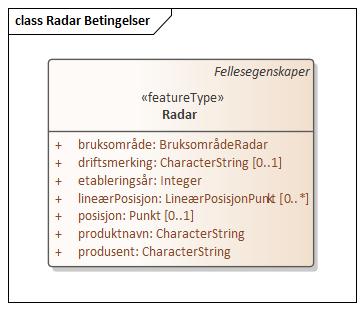 class Radar Betingelser
Fellesegenskaper
«featureType»
Radar
+ bruksområde: BruksområdeRadar
+ driftsmerking: CharacterString [0..1]
+ etableringsår: Integer
+ lineærPosisjon: LineærPosisjonPunkt [0..*]
+ posisjon: Punkt [0..1]
+ produktnavn: CharacterString
+ produsent: CharacterString